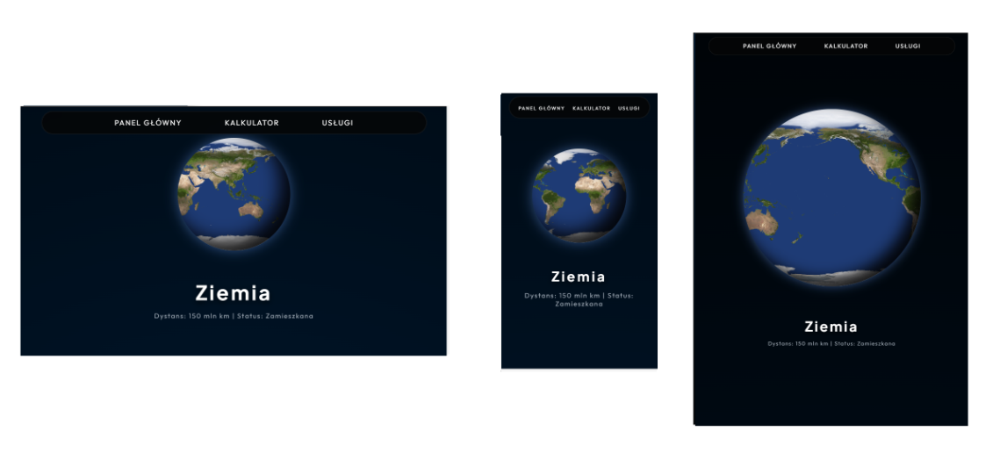 PANEL GŁÓWNY KALKULATOR USŁUGI
Ziemia
Dystans: 150 mln km | Status: Zamieszkana
PANEL GŁÓWNY KALKULATOR USŁUGI
Ziemia
Dystans: 150 mln km | Status:
Zamieszkana
PANEL GŁÓWNY KALKULATOR USŁUGI
Ziemia
Dystans: 150 mln km | Status: Zamieszkana